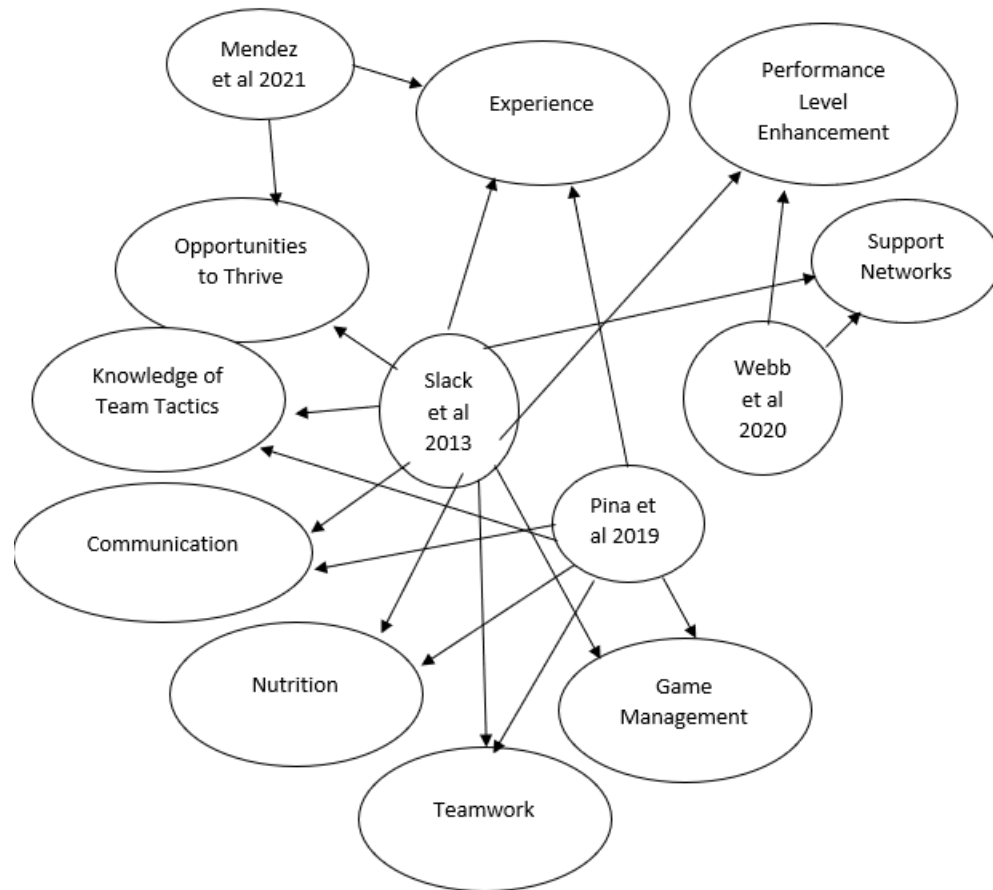 Mendez
et al 2021
Experience
Performance
Level
Enhancement
Opportunities
to Thrive
Support
Networks
Knowledge of
Team Tactics
Slack
et al
2013
Webb
et al
2020
Communication
Pina et
al 2019
Nutrition
Game
Management
Teamwork